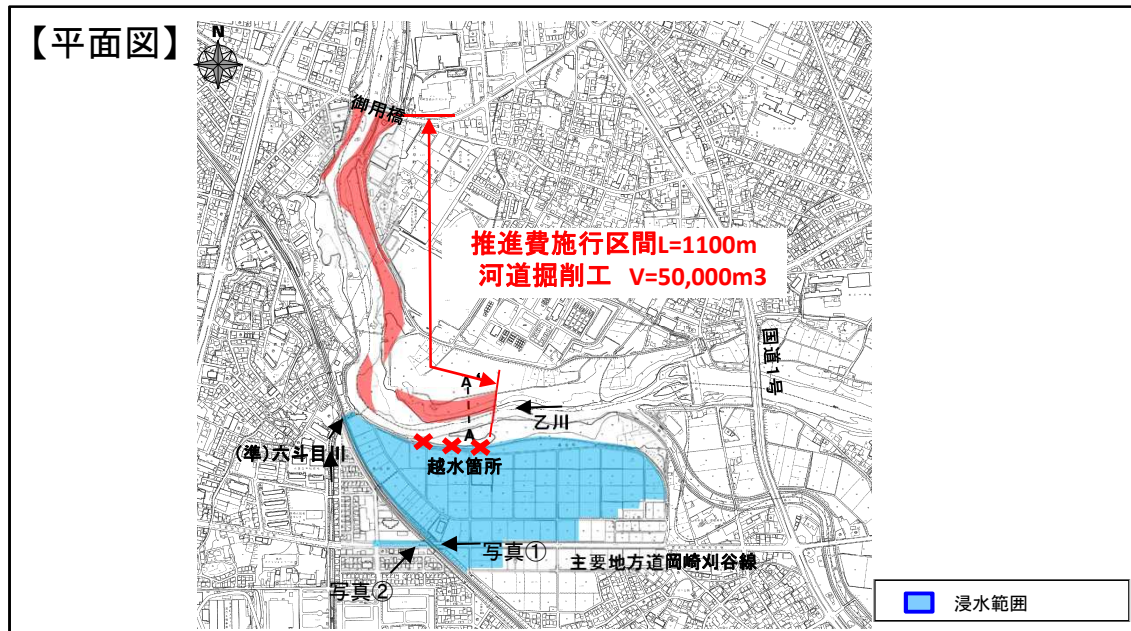 【平面図】
N
御用橋
推進費施行区間L=1100m
河道掘削工 V=50,000m3
国道1号
A'
乙川
A
(準)六斗目川
越水箇所
写真①
主要地方道岡崎刈谷線
写真②
浸水範囲